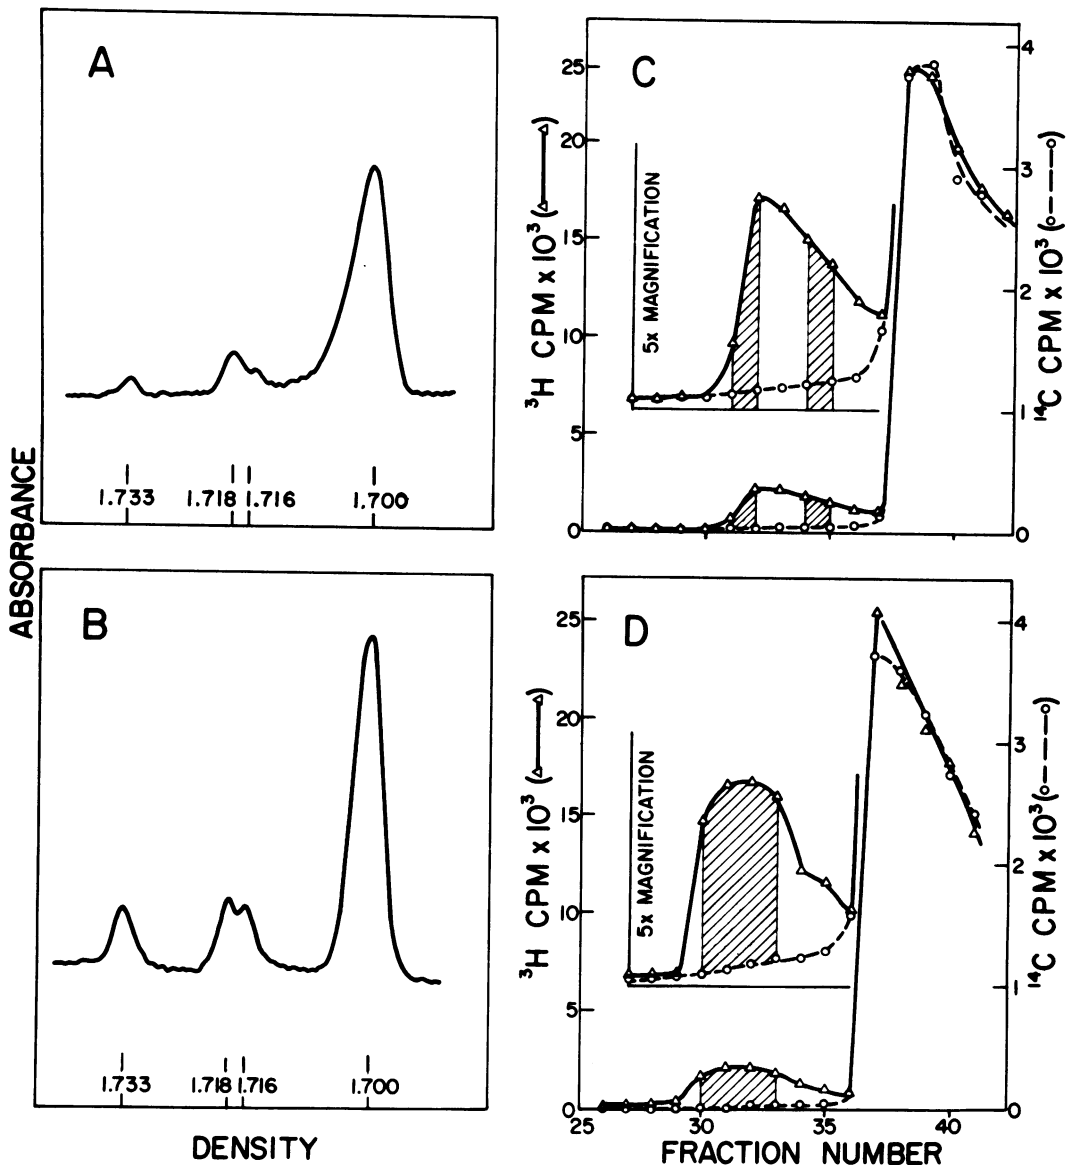 ABSORBANCE
A
1.733 1.718 1.716 1.700
B
1.733 1.718 1.716 1.700
DENSITY
C
³H CPM x 10³ (△——△)
25
20
15
10
5
0
5x MAGNIFICATION
4
3
2
1
0
¹⁴C CPM x 10³ (○– –○)
D
³H CPM x 10³ (△——△)
25
20
15
10
5
0
5x MAGNIFICATION
4
3
2
1
0
¹⁴C CPM x 10³ (○– –○)
25 30 35 40
FRACTION NUMBER